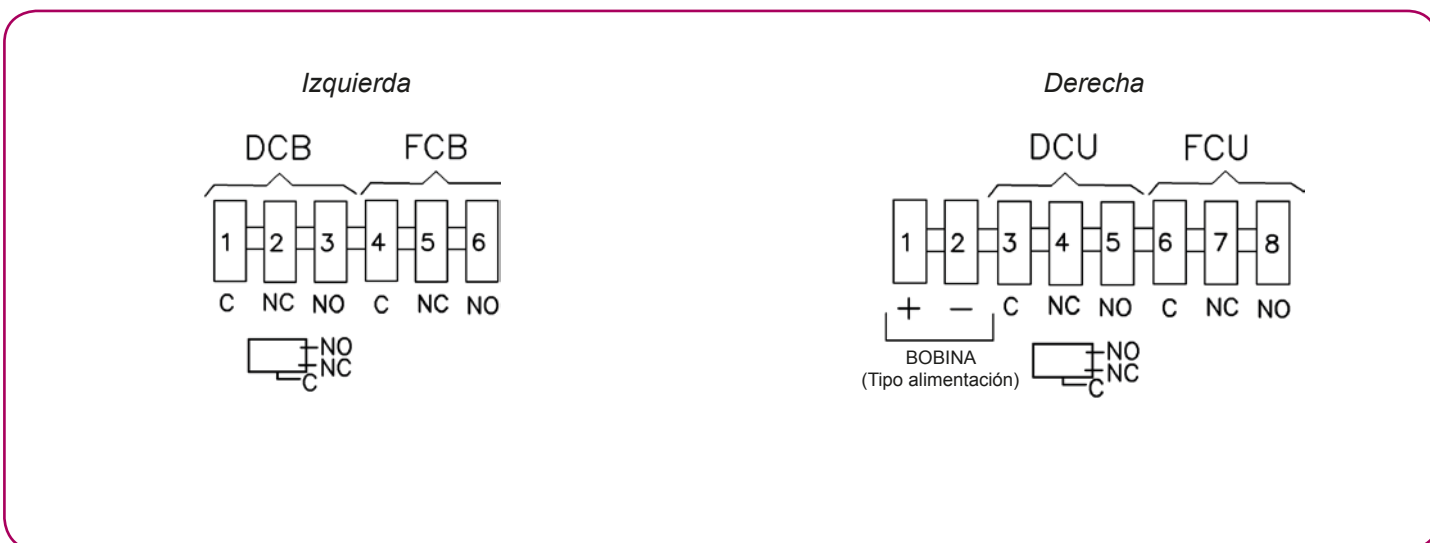 Izquierda
DCB FCB
1 2 3 4 5 6
C NC NO C NC NO
NO
NC
C
Derecha
DCU FCU
1 2 3 4 5 6 7 8
+ − C NC NO C NC NO
BOBINA
(Tipo alimentación)
NO
NC
C